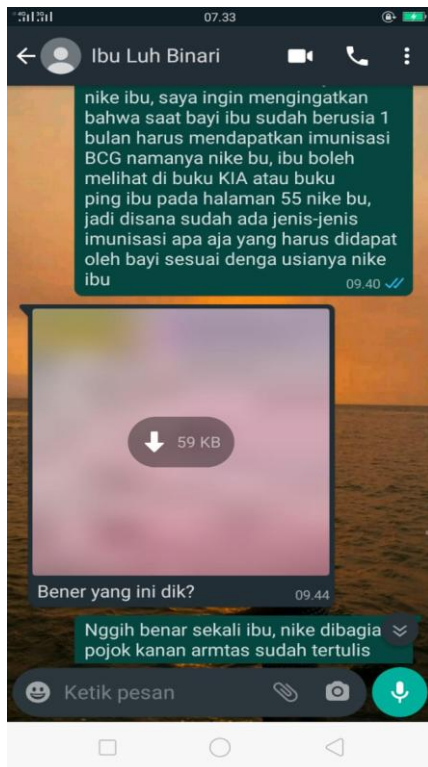 07.33
Ibu Luh Binari
nike ibu, saya ingin mengingatkan
bahwa saat bayi ibu sudah berusia 1
bulan harus mendapatkan imunisasi
BCG namanya nike bu, ibu boleh
melihat di buku KIA atau buku
ping ibu pada halaman 55 nike bu,
jadi disana sudah ada jenis-jenis
imunisasi apa aja yang harus didapat
oleh bayi sesuai denga usianya nike
ibu
09.40
59 KB
Bener yang ini dik?
09.44
Nggih benar sekali ibu, nike dibagia
pojok kanan armtas sudah tertulis
Ketik pesan